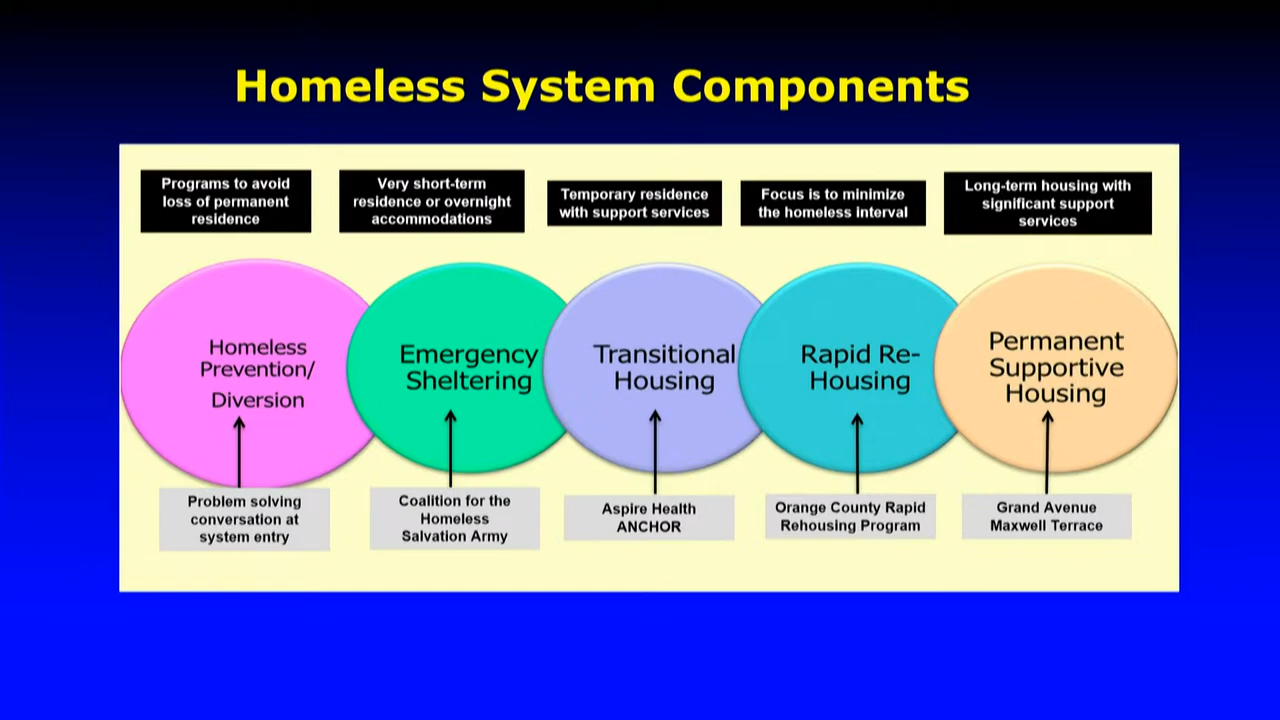 Homeless System Components
Programs to avoid
loss of permanent
residence
Very short-term
residence or overnight
accommodations
Temporary residence
with support services
Focus is to minimize
the homeless interval
Long-term housing with
significant support
services
Homeless
Prevention/
Diversion
Emergency
Sheltering
Transitional
Housing
Rapid Re-
Housing
Permanent
Supportive
Housing
Problem solving
conversation at
system entry
Coalition for the
Homeless
Salvation Army
Aspire Health
ANCHOR
Orange County Rapid
Rehousing Program
Grand Avenue
Maxwell Terrace